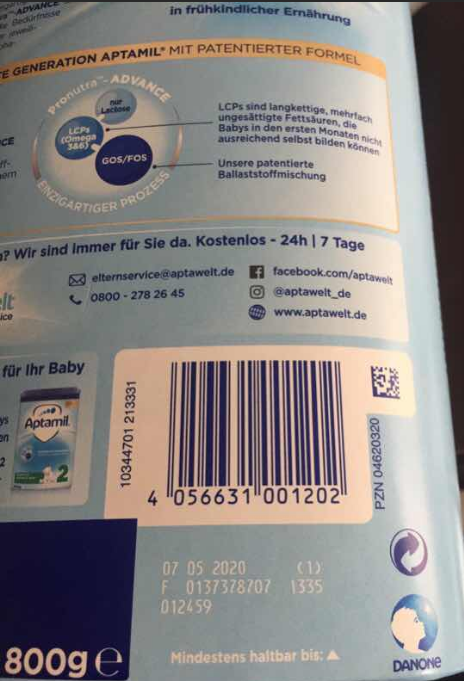 ADVANCE
Bedürfnisse
in frühkindlicher Ernährung
GENERATION APTAMIL® MIT PATENTIERTER FORMEL
Pronutra™-ADVANCE
nur
Lactose
LCPs
(Omega
3&6)
GOS/FOS
EINZIGARTIGER PROZESS
LCPs sind langkettige, mehrfach
ungesättigte Fettsäuren, die
Babys in den ersten Monaten nicht
ausreichend selbst bilden können
Unsere patentierte
Ballaststoffmischung
? Wir sind immer für Sie da. Kostenlos - 24h | 7 Tage
elternservice@aptawelt.de
facebook.com/aptawelt
0800 - 278 26 45
@aptawelt_de
www.aptawelt.de
für Ihr Baby
Aptamil
2
10344701 213331
4 056631 001202
PZN 04620320
07 05 2020 (1)
F 0137378707 1335
012459
800g e
Mindestens haltbar bis:
DANONE